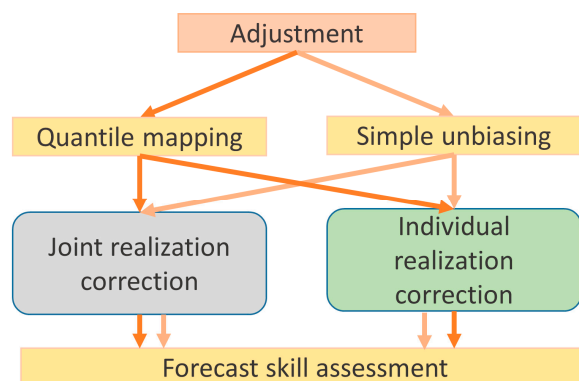 Adjustment
Quantile mapping
Simple unbiasing
Joint realization
correction
Individual
realization
correction
Forecast skill assessment